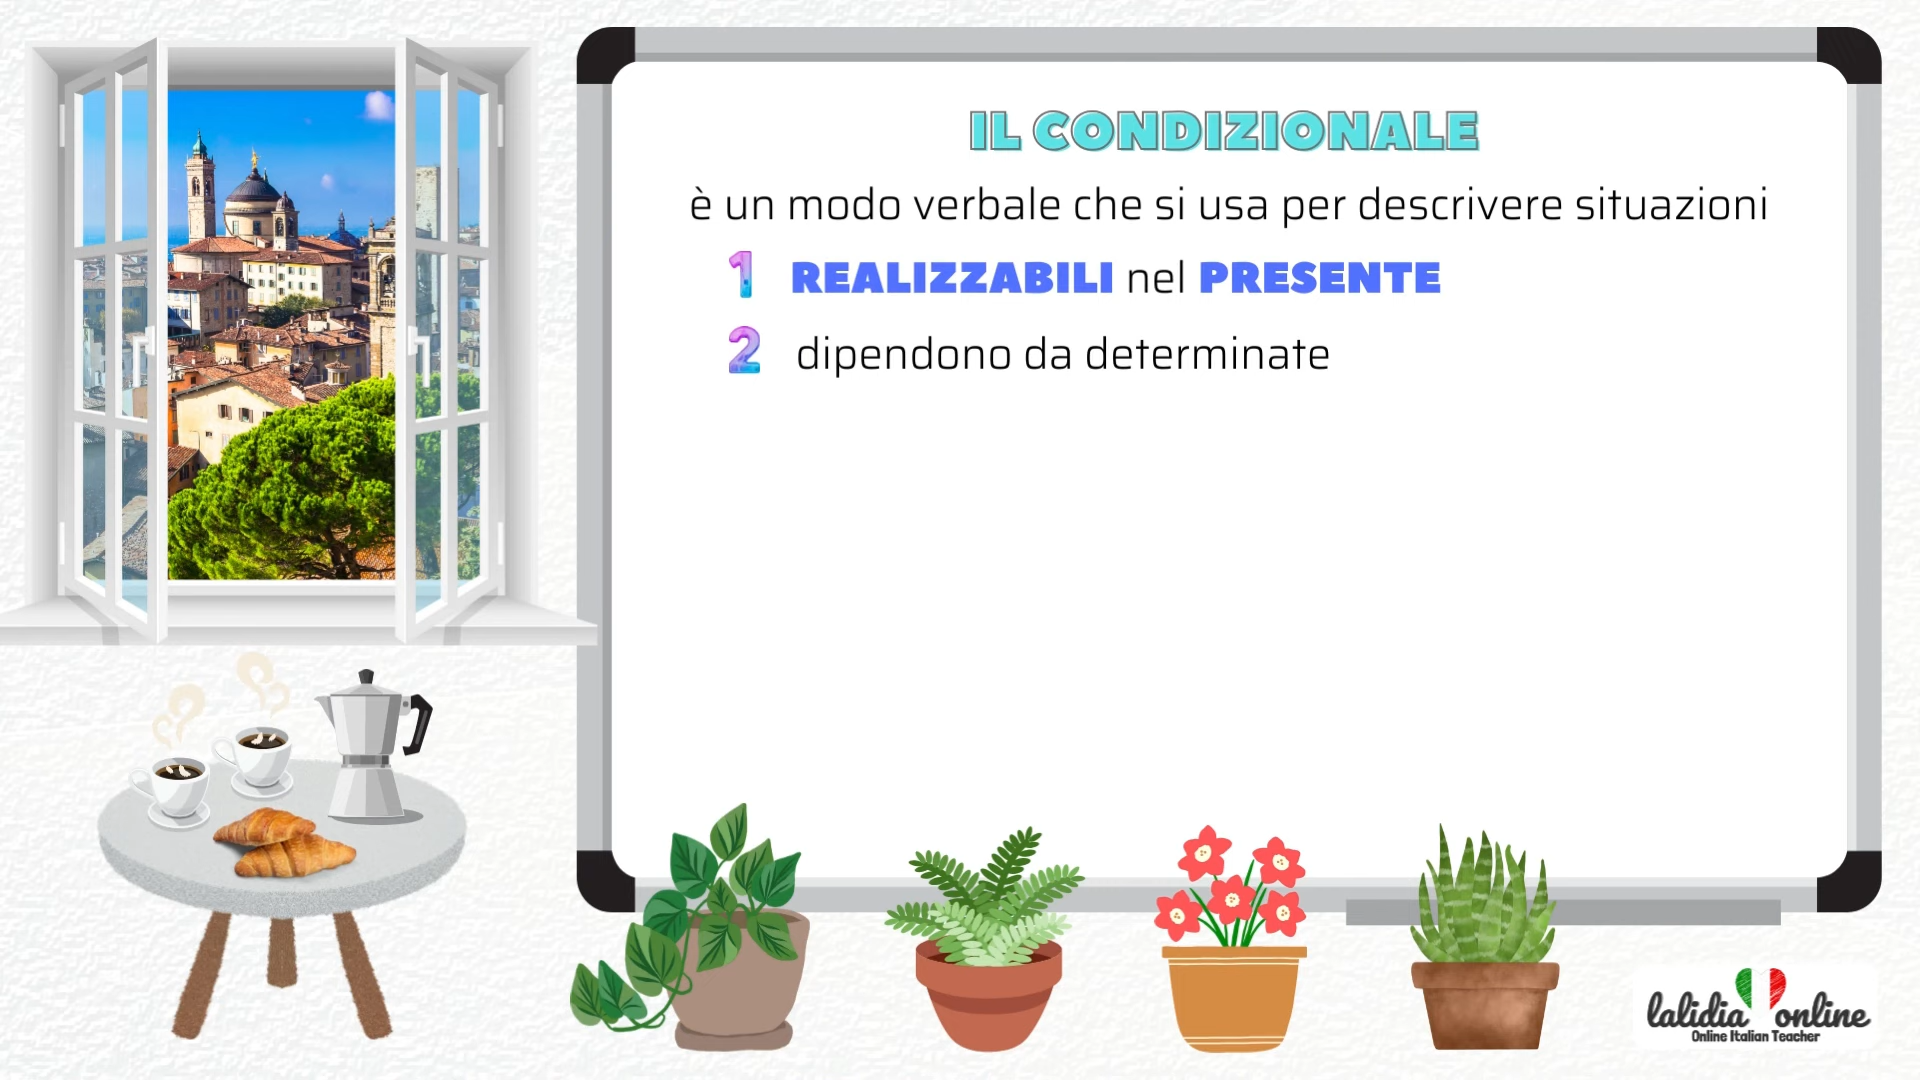 IL CONDIZIONALE
è un modo verbale che si usa per descrivere situazioni
1 REALIZZABILI nel PRESENTE
2 dipendono da determinate
lalidia online
Online Italian Teacher